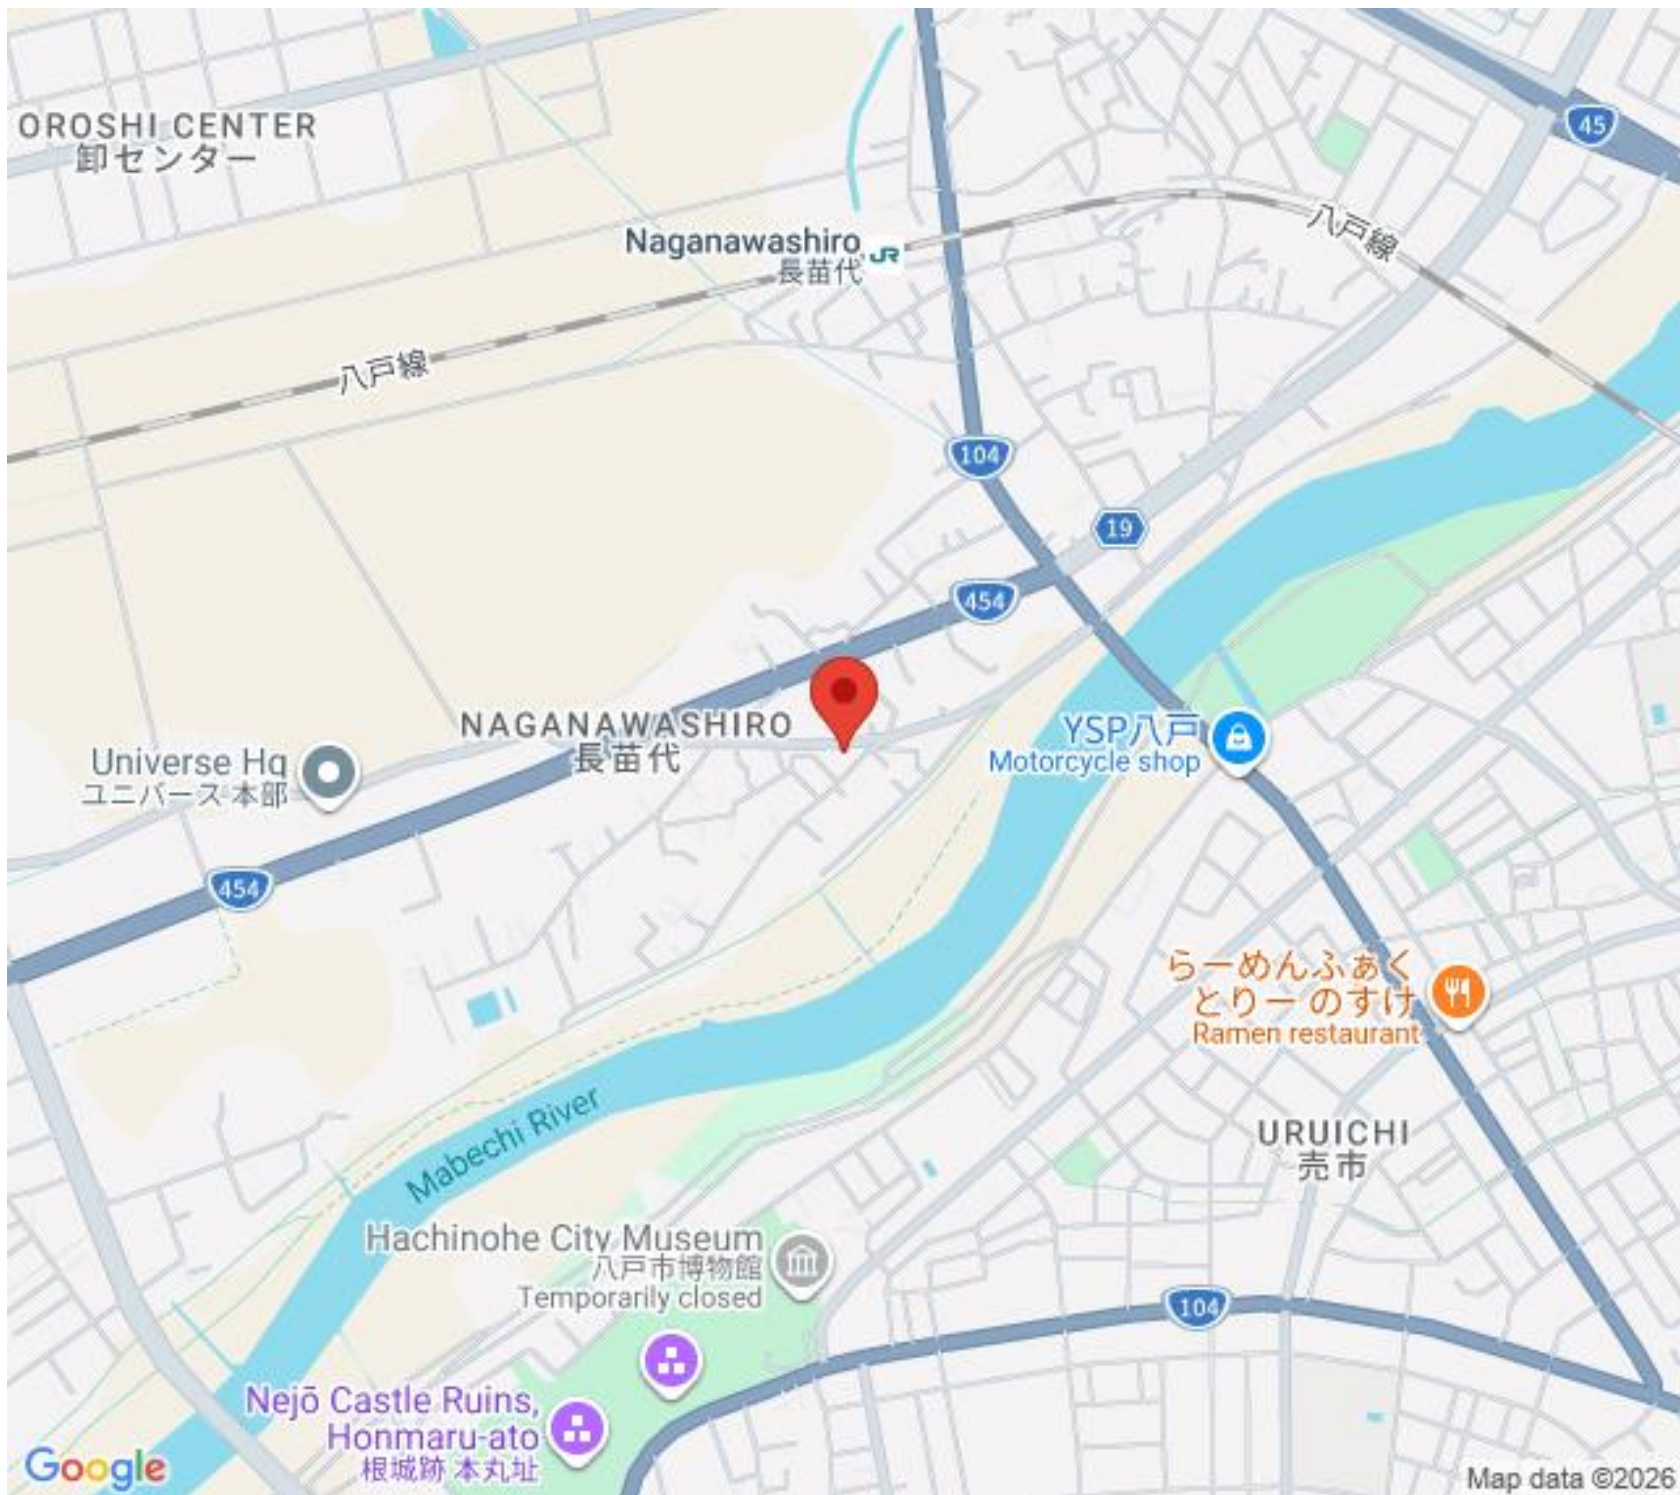 45
OROSHI CENTER
卸センター
八戸線
Naganawashiro
JR
長苗代
八戸線
104
19
454
NAGANAWASHIRO
長苗代
YSP八戸
Motorcycle shop
Universe Hq
ユニバース 本部
454
らーめんふぁく
とりー のすけ
Ramen restaurant
Mabechi River
URUICHI
売市
Hachinohe City Museum
八戸市博物館
Temporarily closed
104
Nejō Castle Ruins,
Honmaru-ato
根城跡 本丸址
Google
Map data ©2026